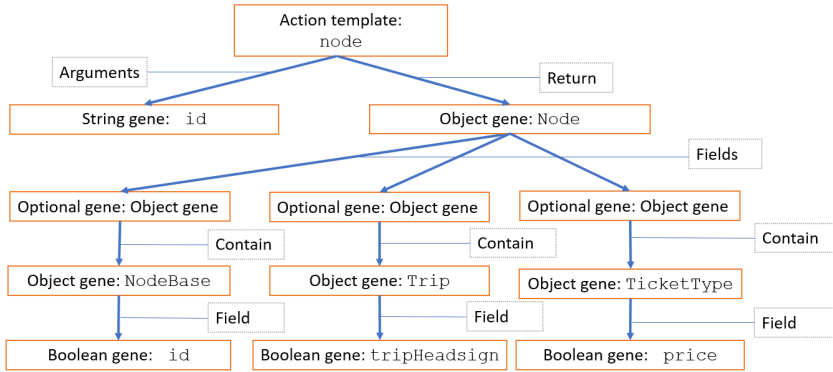 Action template:
node
Arguments
Return
String gene: id
Object gene: Node
Fields
Optional gene: Object gene
Optional gene: Object gene
Optional gene: Object gene
Contain
Contain
Contain
Object gene: NodeBase
Object gene: Trip
Object gene: TicketType
Field
Field
Field
Boolean gene: id
Boolean gene: tripHeadsign
Boolean gene: price